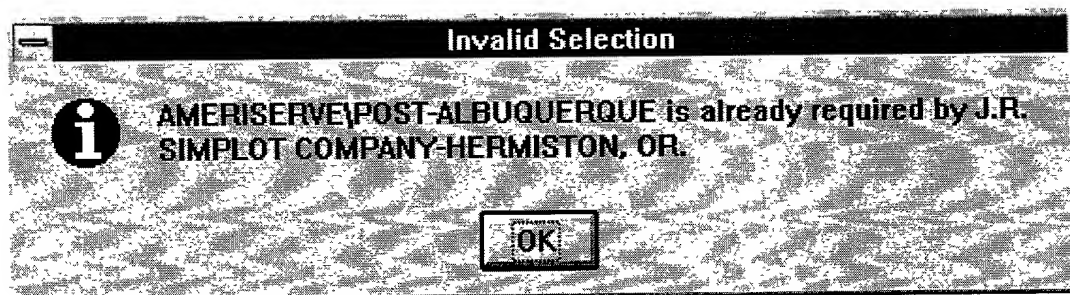 Invalid Selection
AMERISERVE\POST-ALBUQUERQUE is already required by J.R.
SIMPLOT COMPANY-HERMISTON, OR.
OK